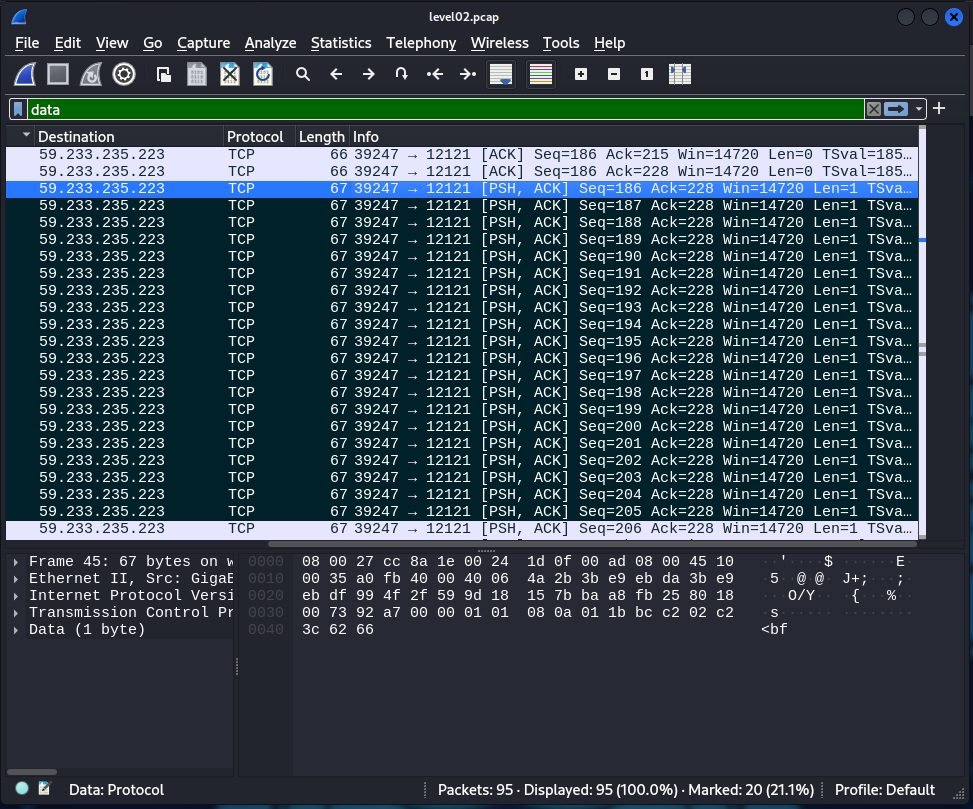 level02.pcap
File Edit View Go Capture Analyze Statistics Telephony Wireless Tools Help
data
Destination Protocol Length Info
59.233.235.223 TCP 66 39247 → 12121 [ACK] Seq=186 Ack=215 Win=14720 Len=0 TSval=185…
59.233.235.223 TCP 66 39247 → 12121 [ACK] Seq=186 Ack=228 Win=14720 Len=0 TSval=185…
59.233.235.223 TCP 67 39247 → 12121 [PSH, ACK] Seq=186 Ack=228 Win=14720 Len=1 TSva…
59.233.235.223 TCP 67 39247 → 12121 [PSH, ACK] Seq=187 Ack=228 Win=14720 Len=1 TSva…
59.233.235.223 TCP 67 39247 → 12121 [PSH, ACK] Seq=188 Ack=228 Win=14720 Len=1 TSva…
59.233.235.223 TCP 67 39247 → 12121 [PSH, ACK] Seq=189 Ack=228 Win=14720 Len=1 TSva…
59.233.235.223 TCP 67 39247 → 12121 [PSH, ACK] Seq=190 Ack=228 Win=14720 Len=1 TSva…
59.233.235.223 TCP 67 39247 → 12121 [PSH, ACK] Seq=191 Ack=228 Win=14720 Len=1 TSva…
59.233.235.223 TCP 67 39247 → 12121 [PSH, ACK] Seq=192 Ack=228 Win=14720 Len=1 TSva…
59.233.235.223 TCP 67 39247 → 12121 [PSH, ACK] Seq=193 Ack=228 Win=14720 Len=1 TSva…
59.233.235.223 TCP 67 39247 → 12121 [PSH, ACK] Seq=194 Ack=228 Win=14720 Len=1 TSva…
59.233.235.223 TCP 67 39247 → 12121 [PSH, ACK] Seq=195 Ack=228 Win=14720 Len=1 TSva…
59.233.235.223 TCP 67 39247 → 12121 [PSH, ACK] Seq=196 Ack=228 Win=14720 Len=1 TSva…
59.233.235.223 TCP 67 39247 → 12121 [PSH, ACK] Seq=197 Ack=228 Win=14720 Len=1 TSva…
59.233.235.223 TCP 67 39247 → 12121 [PSH, ACK] Seq=198 Ack=228 Win=14720 Len=1 TSva…
59.233.235.223 TCP 67 39247 → 12121 [PSH, ACK] Seq=199 Ack=228 Win=14720 Len=1 TSva…
59.233.235.223 TCP 67 39247 → 12121 [PSH, ACK] Seq=200 Ack=228 Win=14720 Len=1 TSva…
59.233.235.223 TCP 67 39247 → 12121 [PSH, ACK] Seq=201 Ack=228 Win=14720 Len=1 TSva…
59.233.235.223 TCP 67 39247 → 12121 [PSH, ACK] Seq=202 Ack=228 Win=14720 Len=1 TSva…
59.233.235.223 TCP 67 39247 → 12121 [PSH, ACK] Seq=203 Ack=228 Win=14720 Len=1 TSva…
59.233.235.223 TCP 67 39247 → 12121 [PSH, ACK] Seq=204 Ack=228 Win=14720 Len=1 TSva…
59.233.235.223 TCP 67 39247 → 12121 [PSH, ACK] Seq=205 Ack=228 Win=14720 Len=1 TSva…
59.233.235.223 TCP 67 39247 → 12121 [PSH, ACK] Seq=206 Ack=228 Win=14720 Len=1 TSva…
Frame 45: 67 bytes on w
Ethernet II, Src: GigaB
Internet Protocol Versi
Transmission Control Pr
Data (1 byte)
0000 08 00 27 cc 8a 1e 00 24 1d 0f 00 ad 08 00 45 10 ··'····$ ······E·
0010 00 35 a0 fb 40 00 40 06 4a 2b 3b e9 eb da 3b e9 ·5··@·@· J+;···;·
0020 eb df 99 4f 2f 59 9d 18 15 7b ba a8 fb 25 80 18 ···O/Y·· ·{···%··
0030 00 73 92 a7 00 00 01 01 08 0a 01 1b bc c2 02 c2 ·s······ ········
0040 3c 62 66 <bf
Data: Protocol
Packets: 95 · Displayed: 95 (100.0%) · Marked: 20 (21.1%)
Profile: Default